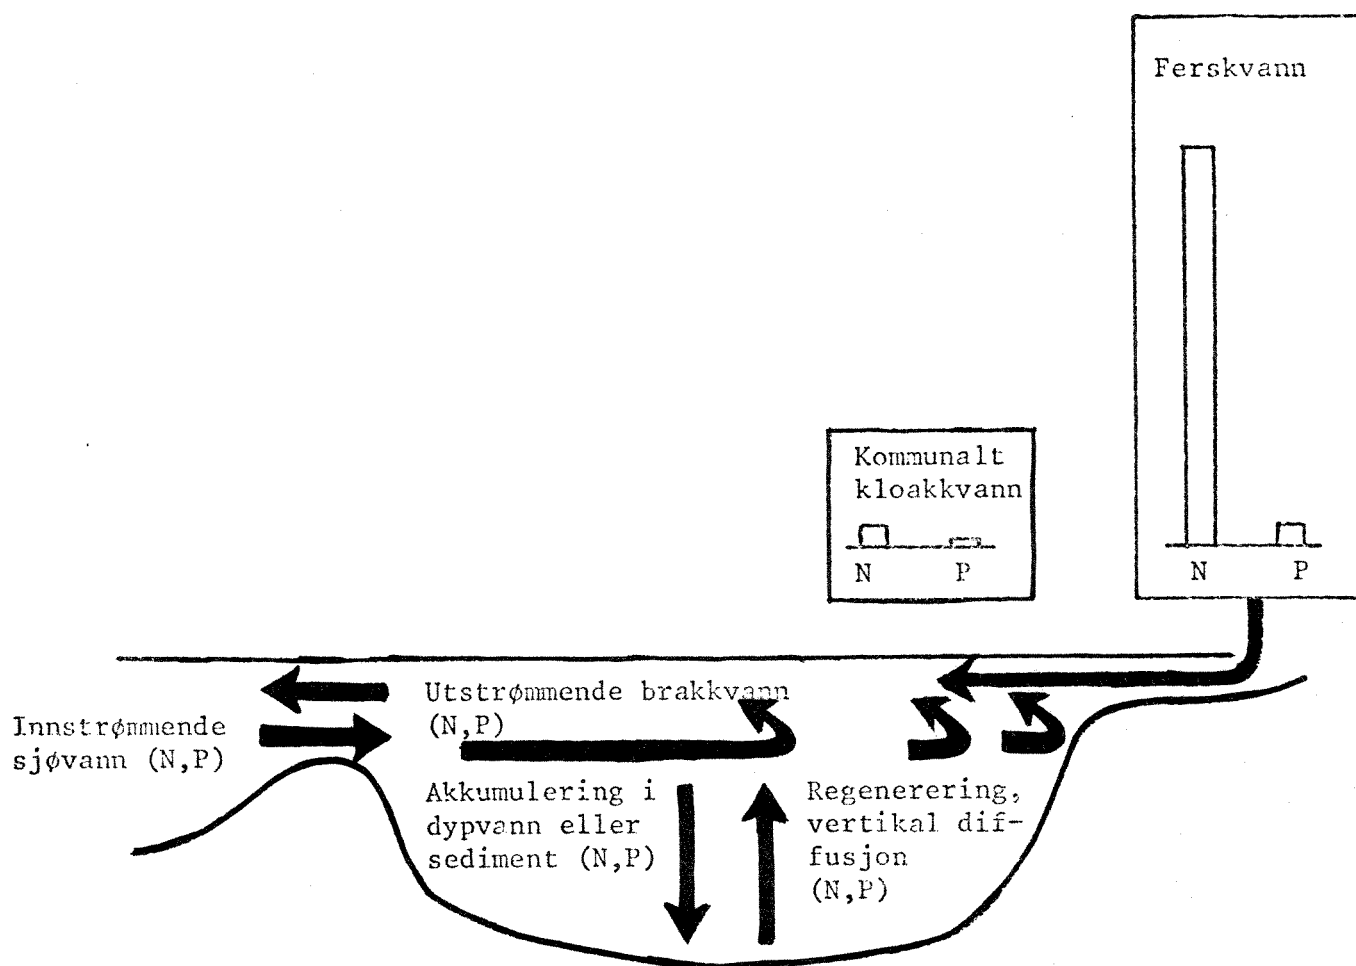 Ferskvann
N P
Kommunalt
kloakkvann
N P
Utstrømmende brakkvann
(N,P)
Innstrømmende
sjøvann (N,P)
Akkumulering i
dypvann eller
sediment (N,P)
Regenerering,
vertikal dif-
fusjon
(N,P)